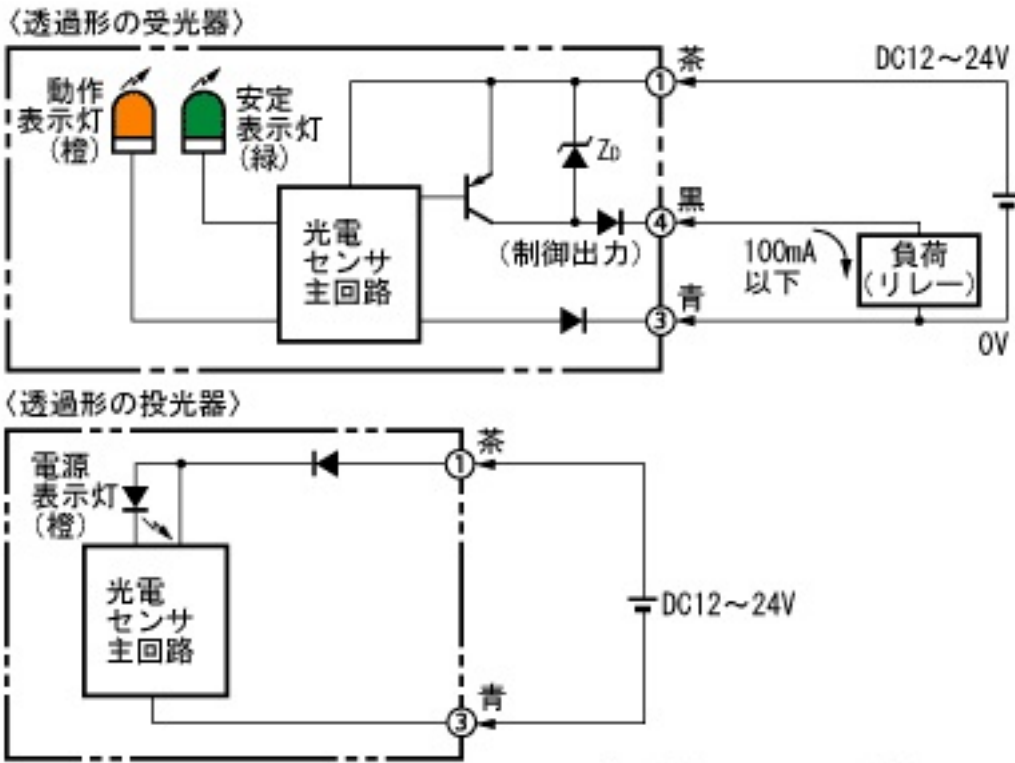 〈透過形の受光器〉
動作
表示灯
(橙)
安定
表示灯
(緑)
光電
センサ
主回路
ZD
(制御出力)
①
茶
DC12～24V
④
黒
100mA
以下
負荷
(リレー)
③
青
0V
〈透過形の投光器〉
電源
表示灯
(橙)
光電
センサ
主回路
①
茶
DC12～24V
③
青